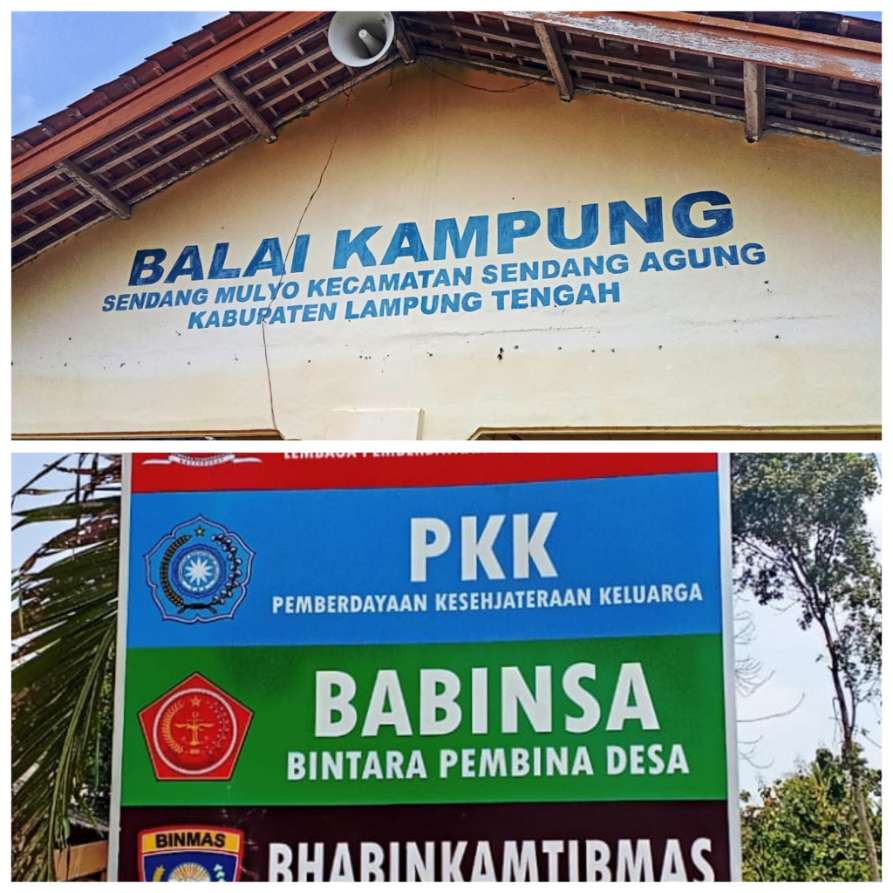 BALAI KAMPUNG
SENDANG MULYO KECAMATAN SENDANG AGUNG
KABUPATEN LAMPUNG TENGAH
PKK
PEMBERDAYAAN KESEHJATERAAN KELUARGA
BABINSA
BINTARA PEMBINA DESA
BINMAS
BHABINKAMTIBMAS